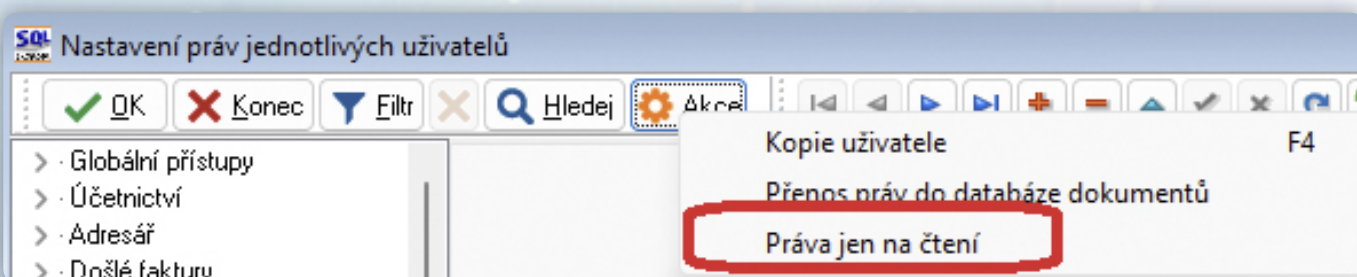 SQL
Nastavení práv jednotlivých uživatelů
OK Konec Filtr Hledej Akce
Kopie uživatele F4
Přenos práv do databáze dokumentů
Práva jen na čtení
Globální přístupy
Účetnictví
Adresář
Došlé faktury